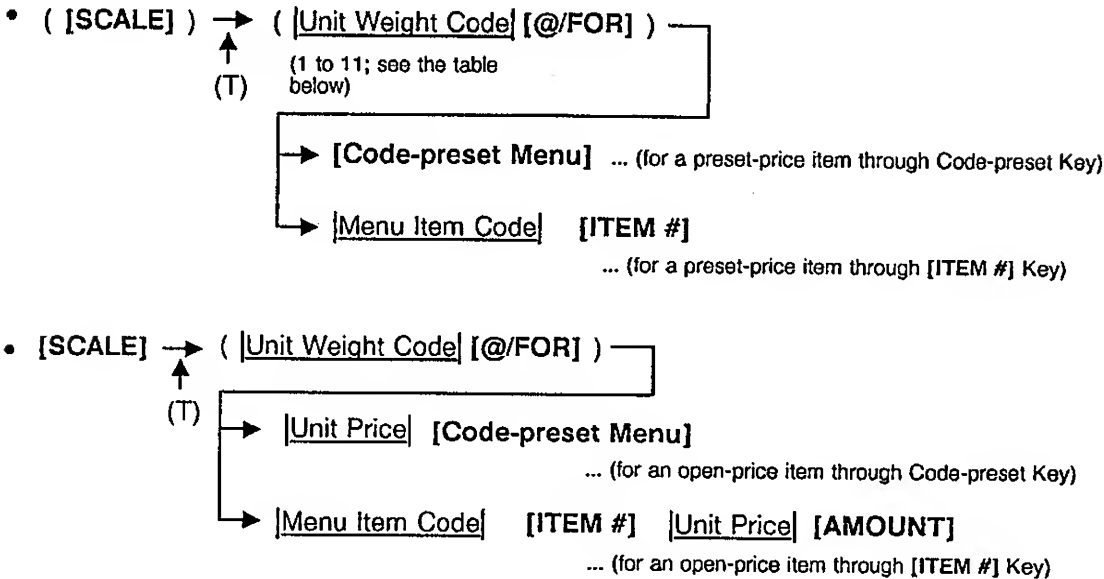 • ( [SCALE] ) → ( |Unit Weight Code| [@/FOR] )
(T)
(1 to 11; see the table
below)
[Code-preset Menu] ... (for a preset-price item through Code-preset Key)
|Menu Item Code| [ITEM #]
... (for a preset-price item through [ITEM #] Key)
• [SCALE] → ( |Unit Weight Code| [@/FOR] )
(T)
|Unit Price| [Code-preset Menu]
... (for an open-price item through Code-preset Key)
|Menu Item Code| [ITEM #] |Unit Price| [AMOUNT]
... (for an open-price item through [ITEM #] Key)